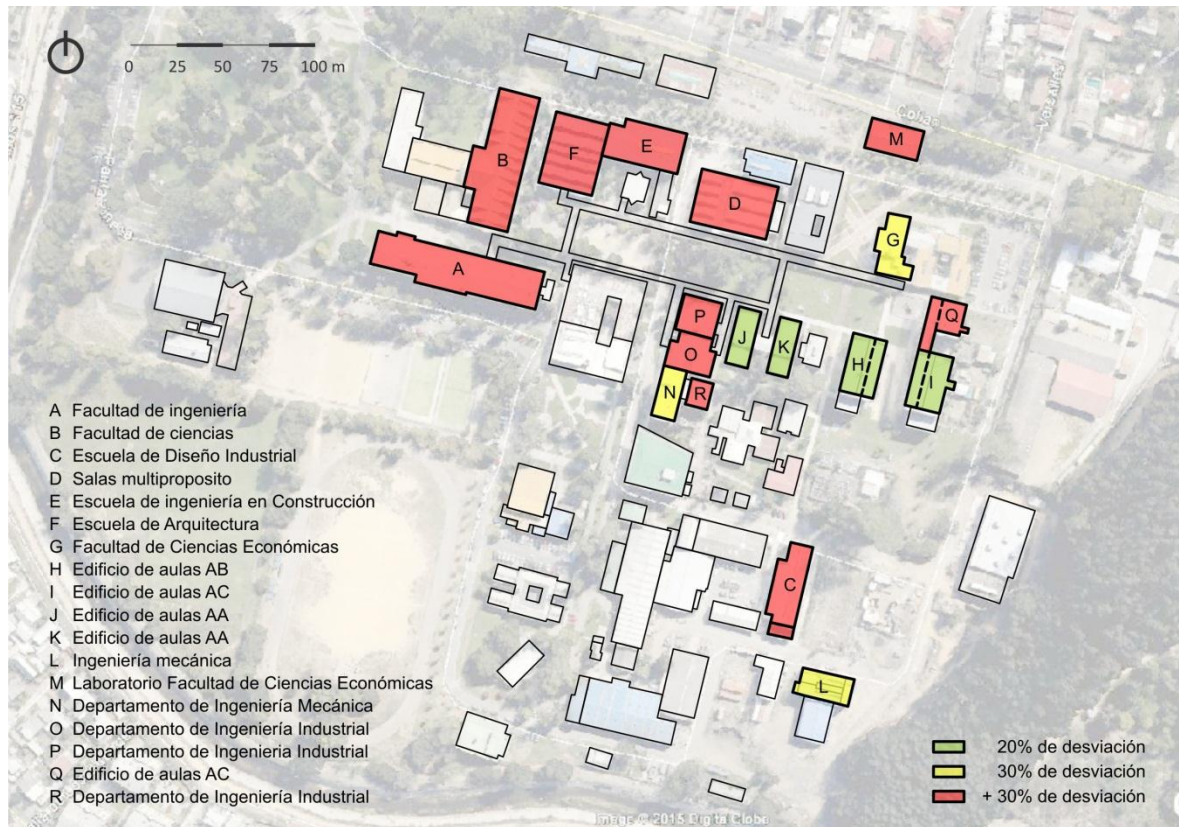 0 25 50 75 100 m
Collao
B
F
E
M
D
G
A
P
Q
J
K
O
H
I
N
R
C
L
A Facultad de ingeniería
B Facultad de ciencias
C Escuela de Diseño Industrial
D Salas multiproposito
E Escuela de ingeniería en Construcción
F Escuela de Arquitectura
G Facultad de Ciencias Económicas
H Edificio de aulas AB
I Edificio de aulas AC
J Edificio de aulas AA
K Edificio de aulas AA
L Ingeniería mecánica
M Laboratorio Facultad de Ciencias Económicas
N Departamento de Ingeniería Mecánica
O Departamento de Ingeniería Industrial
P Departamento de Ingenieria Industrial
Q Edificio de aulas AC
R Departamento de Ingeniería Industrial
20% de desviación
30% de desviación
+ 30% de desviación
Image © 2015 Digital Globe